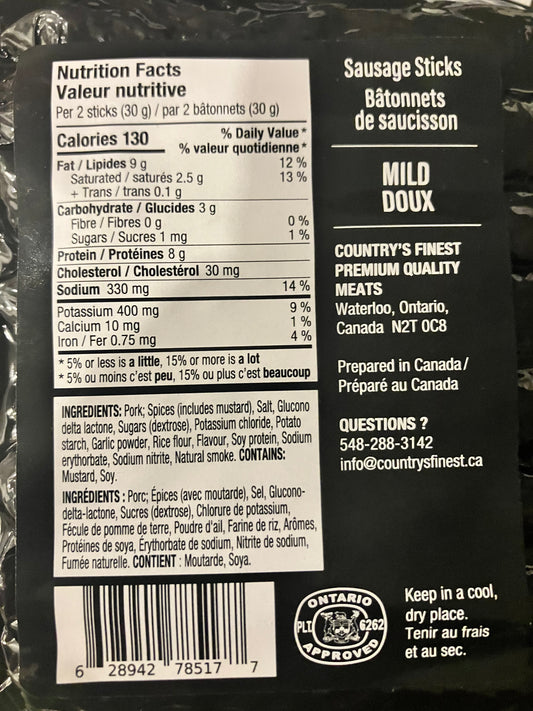 Nutrition Facts
Valeur nutritive
Per 2 sticks (30 g) / par 2 bâtonnets (30 g)
Calories 130
% Daily Value *
% valeur quotidienne *
Fat / Lipides 9 g 12 %
Saturated / saturés 2.5 g 13 %
+ Trans / trans 0.1 g
Carbohydrate / Glucides 3 g
Fibre / Fibres 0 g 0 %
Sugars / Sucres 1 mg 1 %
Protein / Protéines 8 g
Cholesterol / Cholestérol 30 mg
Sodium 330 mg 14 %
Potassium 400 mg 9 %
Calcium 10 mg 1 %
Iron / Fer 0.75 mg 4 %
* 5% or less is a little, 15% or more is a lot
* 5% ou moins c'est peu, 15% ou plus c'est beaucoup
INGREDIENTS: Pork; Spices (includes mustard), Salt, Glucono
delta lactone, Sugars (dextrose), Potassium chloride, Potato
starch, Garlic powder, Rice flour, Flavour, Soy protein, Sodium
erythorbate, Sodium nitrite, Natural smoke. CONTAINS:
Mustard, Soy.
INGRÉDIENTS : Porc; Épices (avec moutarde), Sel, Glucono-
delta-lactone, Sucres (dextrose), Chlorure de potassium,
Fécule de pomme de terre, Poudre d'ail, Farine de riz, Arômes,
Protéines de soya, Érythorbate de sodium, Nitrite de sodium,
Fumée naturelle. CONTIENT : Moutarde, Soya.
6 28942 78517 7
Sausage Sticks
Bâtonnets
de saucisson
MILD
DOUX
COUNTRY'S FINEST
PREMIUM QUALITY
MEATS
Waterloo, Ontario,
Canada N2T 0C8
Prepared in Canada/
Préparé au Canada
QUESTIONS ?
548-288-3142
info@countrysfinest.ca
ONTARIO
PLT 6262
APPROVED
Keep in a cool,
dry place.
Tenir au frais
et au sec.